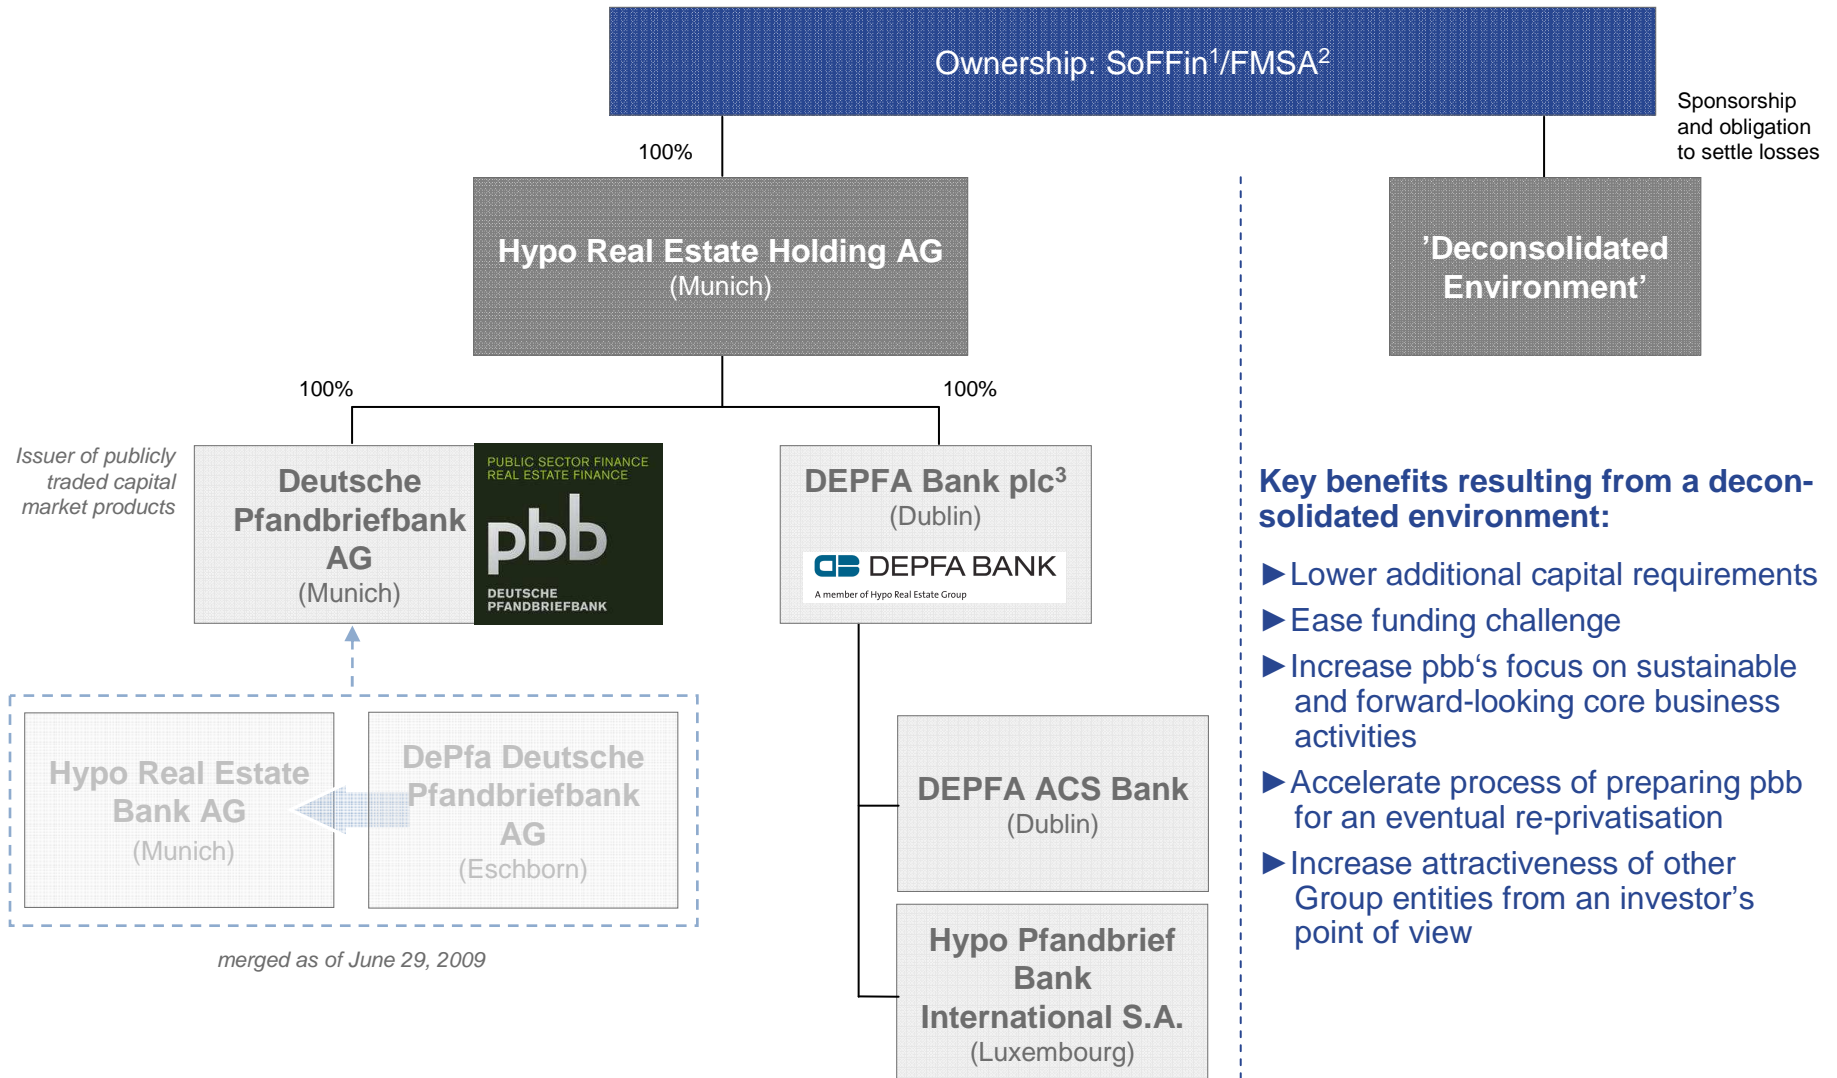 Ownership: SoFFin¹/FMSA²
Sponsorship
and obligation
to settle losses
100%
Hypo Real Estate Holding AG
(Munich)
’Deconsolidated
Environment’
100%
100%
Issuer of publicly
traded capital
market products
Deutsche
Pfandbriefbank
AG
(Munich)
PUBLIC SECTOR FINANCE
REAL ESTATE FINANCE
pbb
DEUTSCHE
PFANDBRIEFBANK
DEPFA Bank plc³
(Dublin)
DEPFA BANK
A member of Hypo Real Estate Group
Hypo Real Estate
Bank AG
(Munich)
DePfa Deutsche
Pfandbriefbank
AG
(Eschborn)
merged as of June 29, 2009
DEPFA ACS Bank
(Dublin)
Hypo Pfandbrief
Bank
International S.A.
(Luxembourg)
Key benefits resulting from a decon-
solidated environment:
►Lower additional capital requirements
►Ease funding challenge
►Increase pbb‘s focus on sustainable
and forward-looking core business
activities
►Accelerate process of preparing pbb
for an eventual re-privatisation
►Increase attractiveness of other
Group entities from an investor’s
point of view